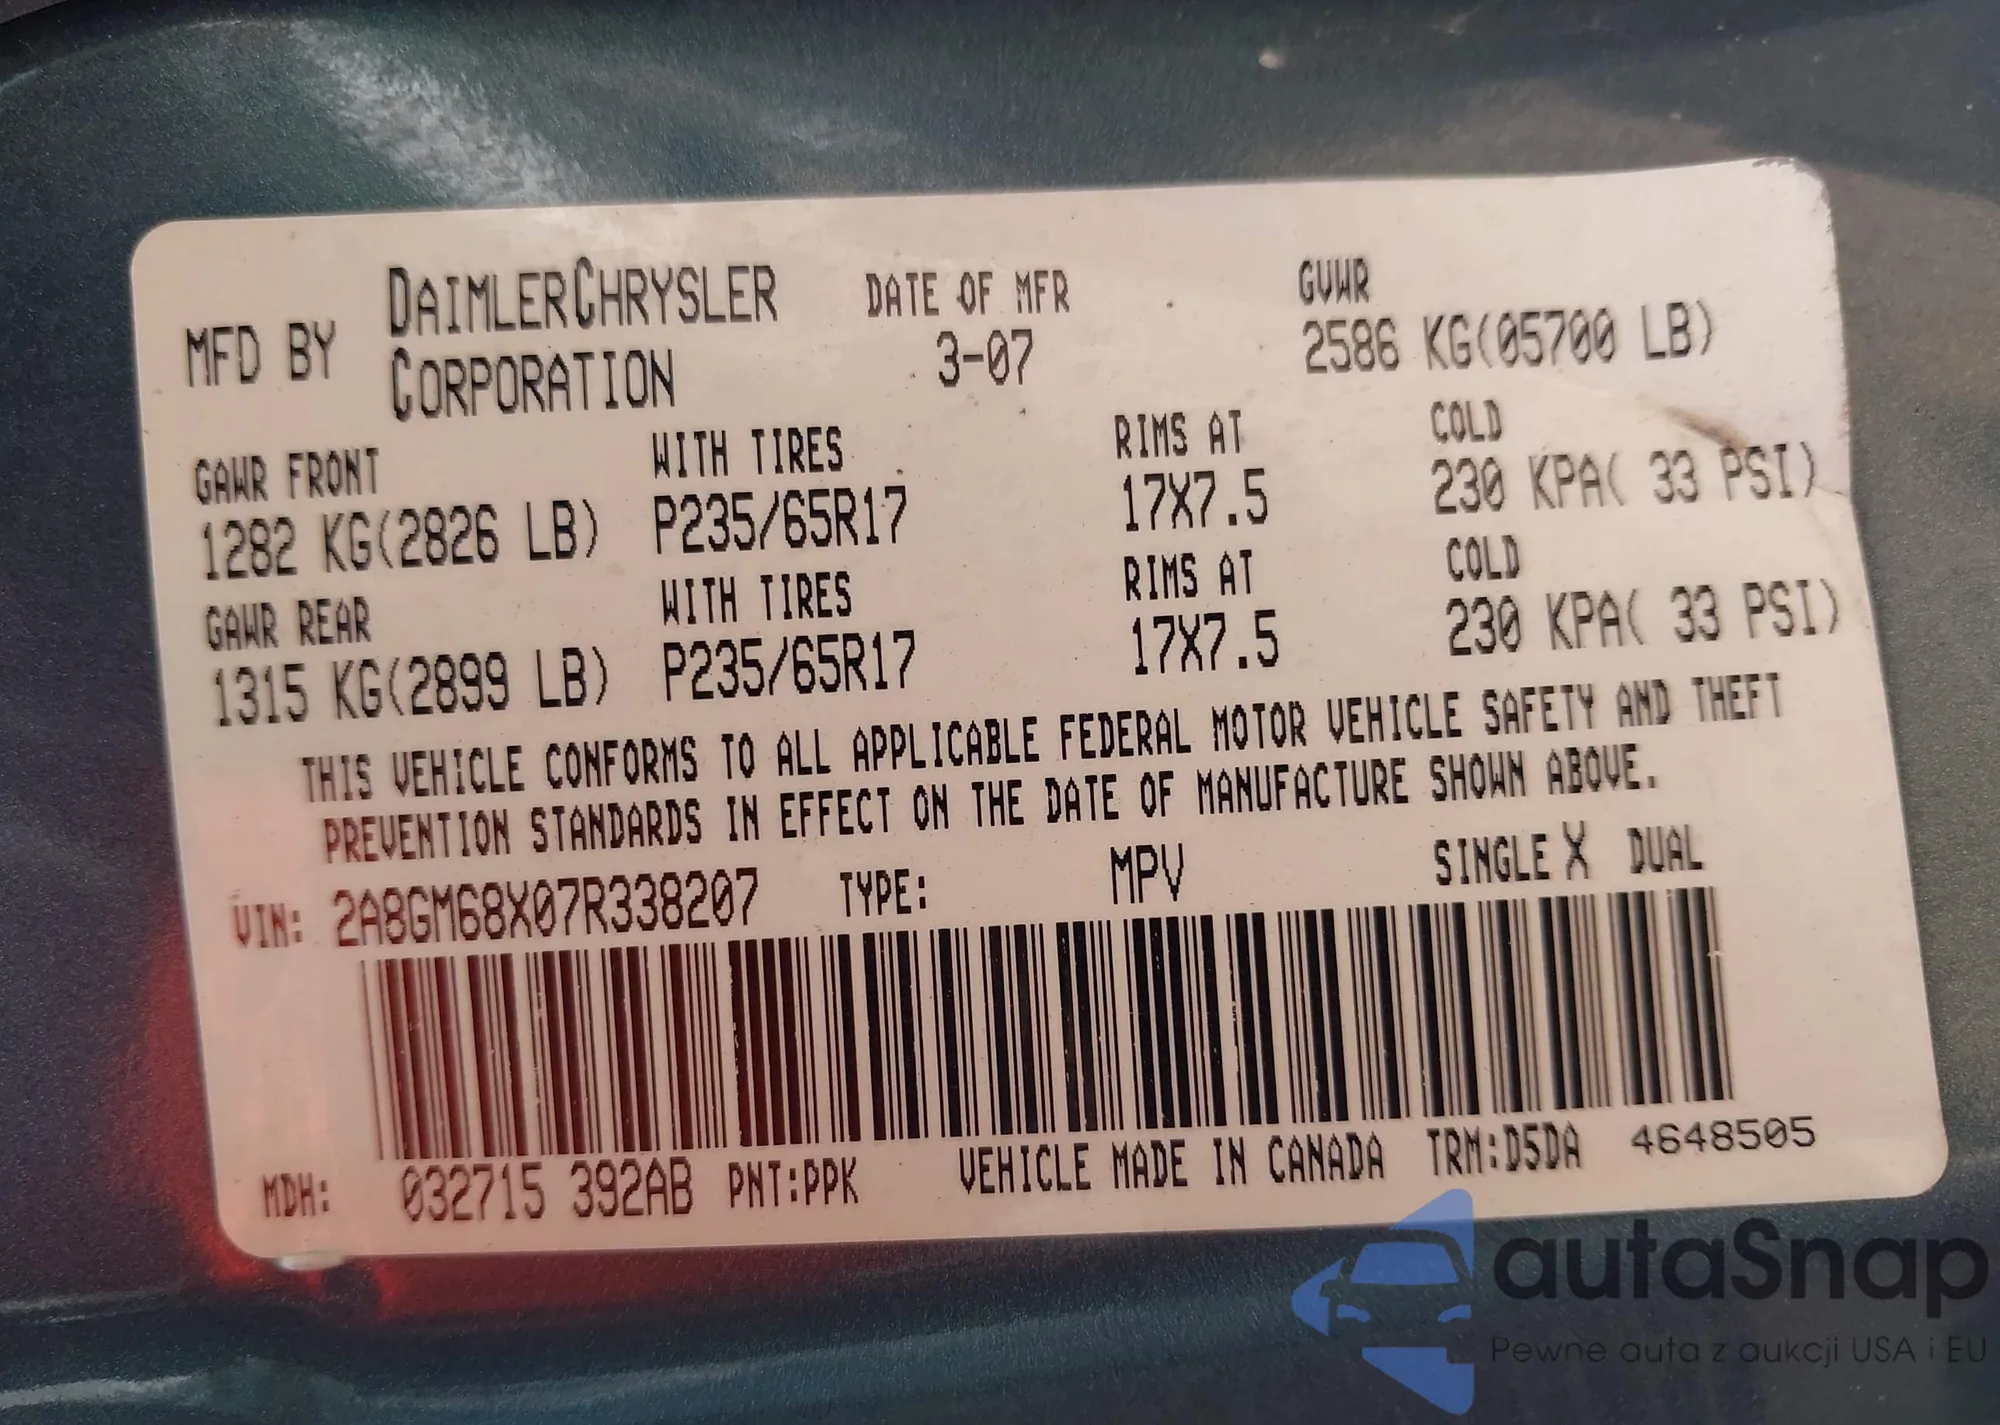 MFD BY DAIMLERCHRYSLER CORPORATION DATE OF MFR 3-07 GVWR 2586 KG(05700 LB)
GAWR FRONT WITH TIRES RIMS AT COLD
1282 KG(2826 LB) P235/65R17 17X7.5 230 KPA( 33 PSI)
GAWR REAR WITH TIRES RIMS AT COLD
1315 KG(2899 LB) P235/65R17 17X7.5 230 KPA( 33 PSI)
THIS VEHICLE CONFORMS TO ALL APPLICABLE FEDERAL MOTOR VEHICLE SAFETY AND THEFT
PREVENTION STANDARDS IN EFFECT ON THE DATE OF MANUFACTURE SHOWN ABOVE.
VIN: 2A8GM68X07R338207 TYPE: MPV SINGLE X DUAL
MDH: 032715 392AB PNT:PPK VEHICLE MADE IN CANADA TRM:D5DA 4648505
autaSnap
Pewne auta z aukcji USA i EU